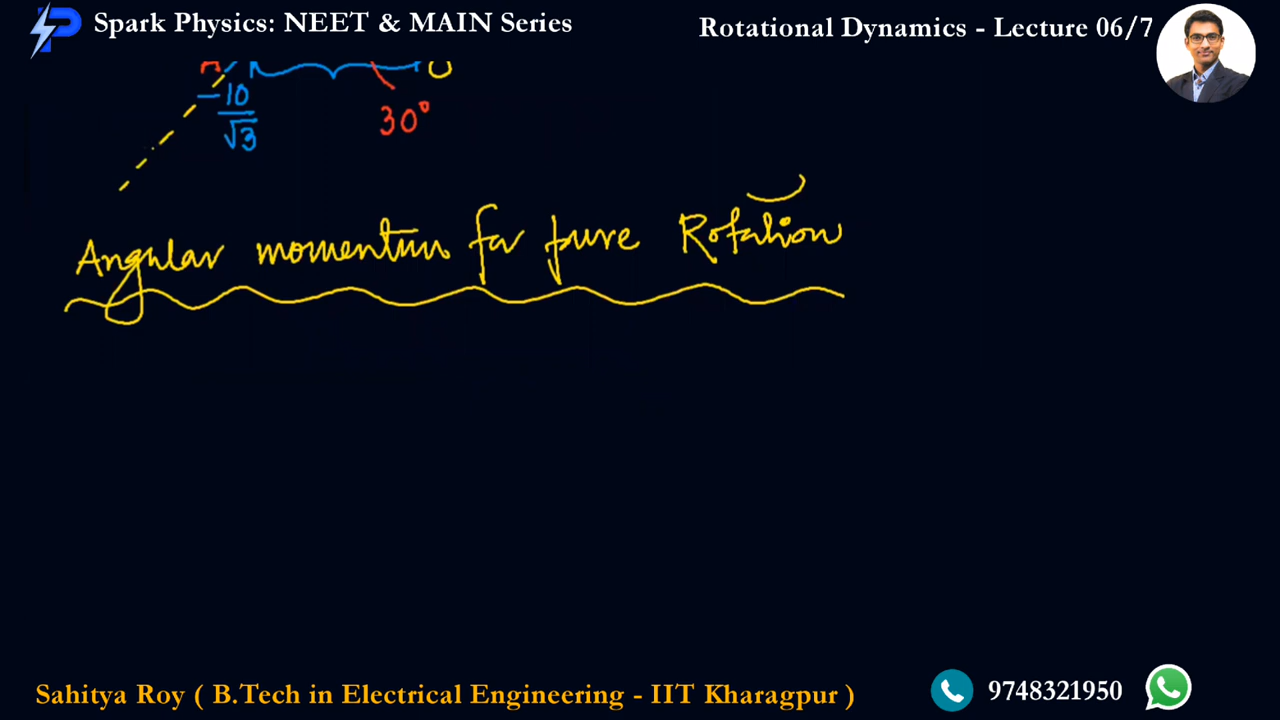 Spark Physics: NEET & MAIN Series
Rotational Dynamics - Lecture 06/7
-10
√3
30°
Angular momentum for pure Rotation
Sahitya Roy ( B.Tech in Electrical Engineering - IIT Kharagpur )
9748321950